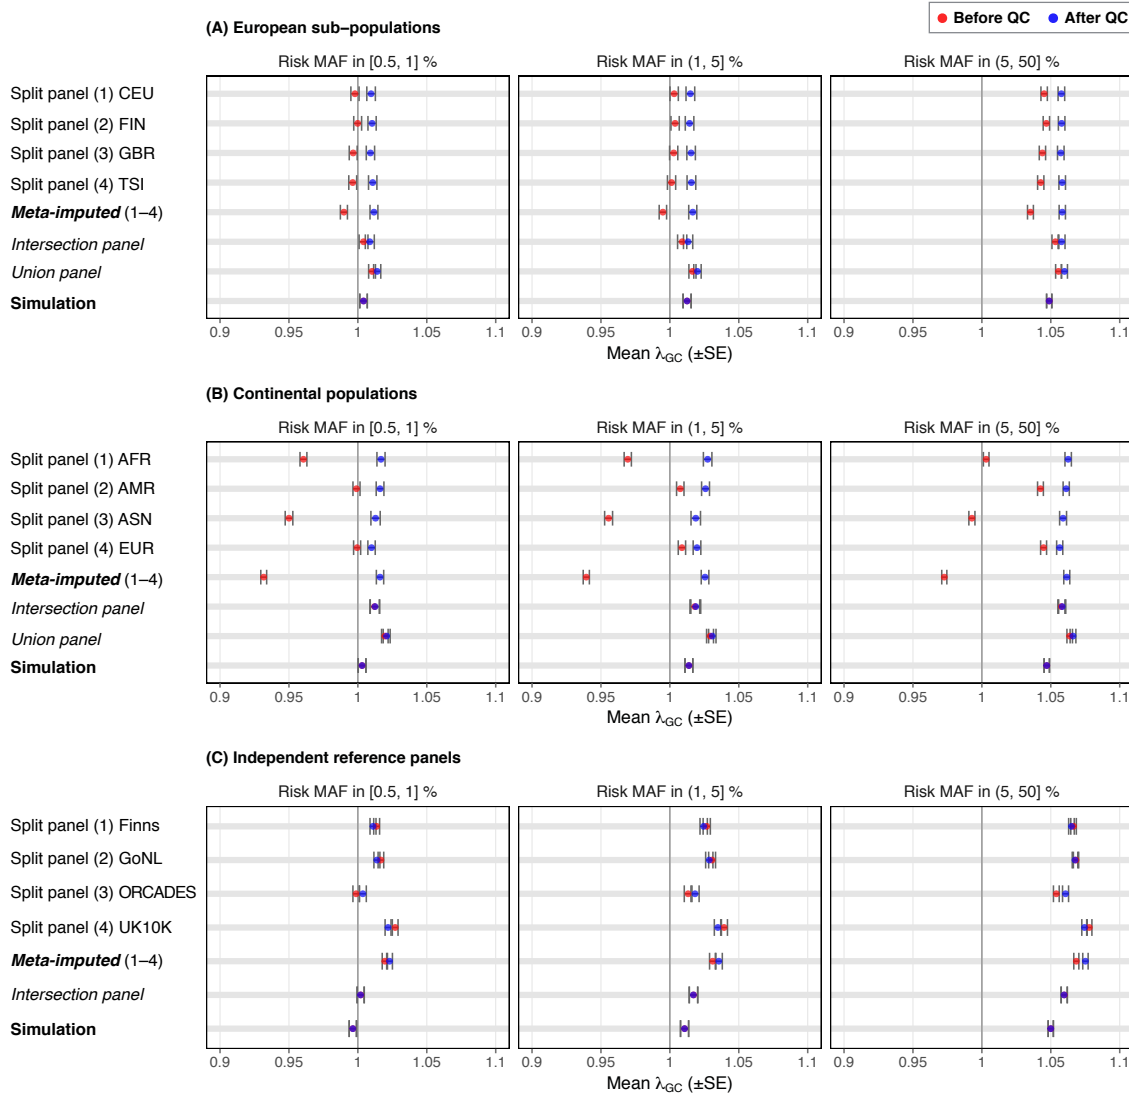 Before QC After QC
(A) European sub−populations
Risk MAF in [0.5, 1] % Risk MAF in (1, 5] % Risk MAF in (5, 50] %
Split panel (1) CEU
Split panel (2) FIN
Split panel (3) GBR
Split panel (4) TSI
Meta-imputed (1–4)
Intersection panel
Union panel
Simulation
0.9 0.95 1 1.05 1.1 0.9 0.95 1 1.05 1.1 0.9 0.95 1 1.05 1.1
Mean λGC (±SE)
(B) Continental populations
Risk MAF in [0.5, 1] % Risk MAF in (1, 5] % Risk MAF in (5, 50] %
Split panel (1) AFR
Split panel (2) AMR
Split panel (3) ASN
Split panel (4) EUR
Meta-imputed (1–4)
Intersection panel
Union panel
Simulation
0.9 0.95 1 1.05 1.1 0.9 0.95 1 1.05 1.1 0.9 0.95 1 1.05 1.1
Mean λGC (±SE)
(C) Independent reference panels
Risk MAF in [0.5, 1] % Risk MAF in (1, 5] % Risk MAF in (5, 50] %
Split panel (1) Finns
Split panel (2) GoNL
Split panel (3) ORCADES
Split panel (4) UK10K
Meta-imputed (1–4)
Intersection panel
Simulation
0.9 0.95 1 1.05 1.1 0.9 0.95 1 1.05 1.1 0.9 0.95 1 1.05 1.1
Mean λGC (±SE)